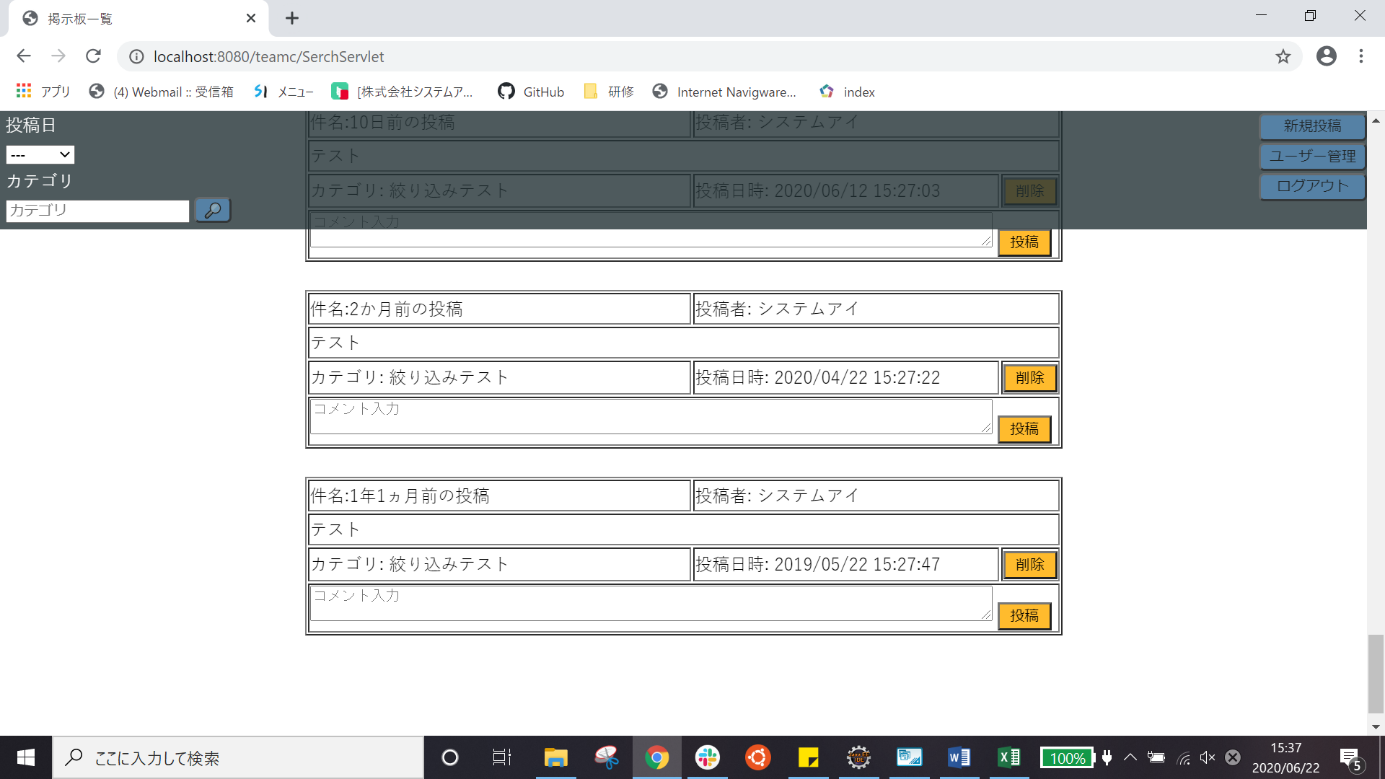 掲示板一覧
localhost:8080/teamc/SerchServlet
アプリ (4) Webmail :: 受信箱 メニュー [株式会社システムア... GitHub 研修 Internet Navigware... index
投稿日
---
カテゴリ
カテゴリ
新規投稿
ユーザー管理
ログアウト
件名:10日前の投稿 投稿者: システムアイ
テスト
カテゴリ: 絞り込みテスト 投稿日時: 2020/06/12 15:27:03 削除
コメント入力 投稿
件名:2か月前の投稿 投稿者: システムアイ
テスト
カテゴリ: 絞り込みテスト 投稿日時: 2020/04/22 15:27:22 削除
コメント入力 投稿
件名:1年1ヵ月前の投稿 投稿者: システムアイ
テスト
カテゴリ: 絞り込みテスト 投稿日時: 2019/05/22 15:27:47 削除
コメント入力 投稿
ここに入力して検索 100% 15:37
2020/06/22 5